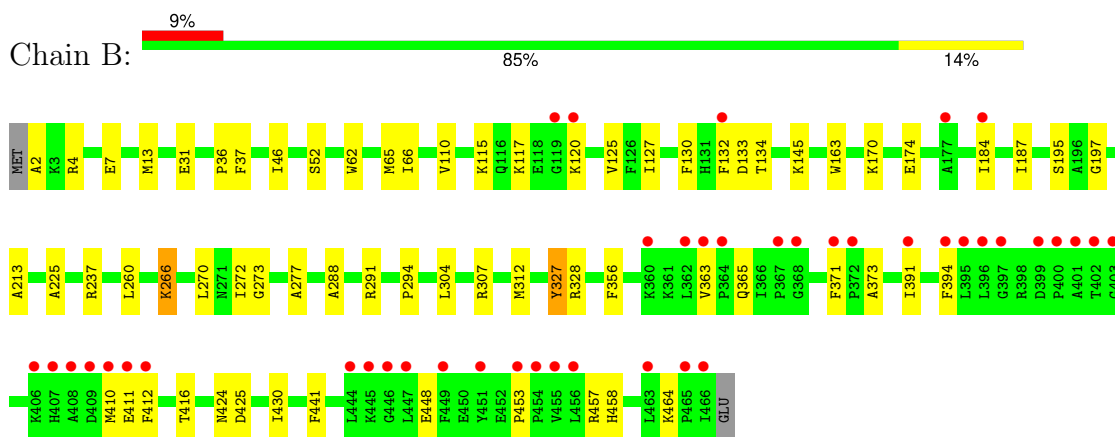 9%
Chain B:
85% 14%
MET A2 K3 R4 E7 M13 E31 P36 F37 I46 S52 W62 M65 I66 V110 K115 Q116 K117 E118 G119 K120 V125 F126 I127 F130 H131 F132 D133 T134 K145 W163 K170 E174 A177 I184 I187 S195 A196 G197
A213 A225 R237 L260 K266 L270 N271 I272 G273 A277 A288 R291 P294 L304 R307 M312 Y327 R328 F356 K360 K361 L362 V363 P364 Q365 I366 P367 G368 F371 P372 A373 I391 F394 L395 L396 G397 R398 D399 P400 A401 T402
K406 H407 A408 D409 M410 E411 F412 T416 N424 D425 I430 F441 L444 K445 G446 L447 E448 F449 E450 Y451 E452 P453 P454 V455 L456 R457 H458 L463 K464 P465 I466 GLU